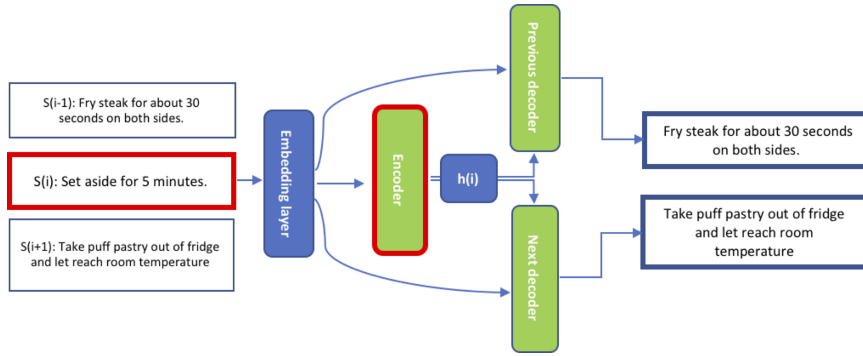 S(i-1): Fry steak for about 30
seconds on both sides.
S(i): Set aside for 5 minutes.
S(i+1): Take puff pastry out of fridge
and let reach room temperature
Embedding layer
Encoder
h(i)
Previous decoder
Next decoder
Fry steak for about 30 seconds
on both sides.
Take puff pastry out of fridge
and let reach room
temperature